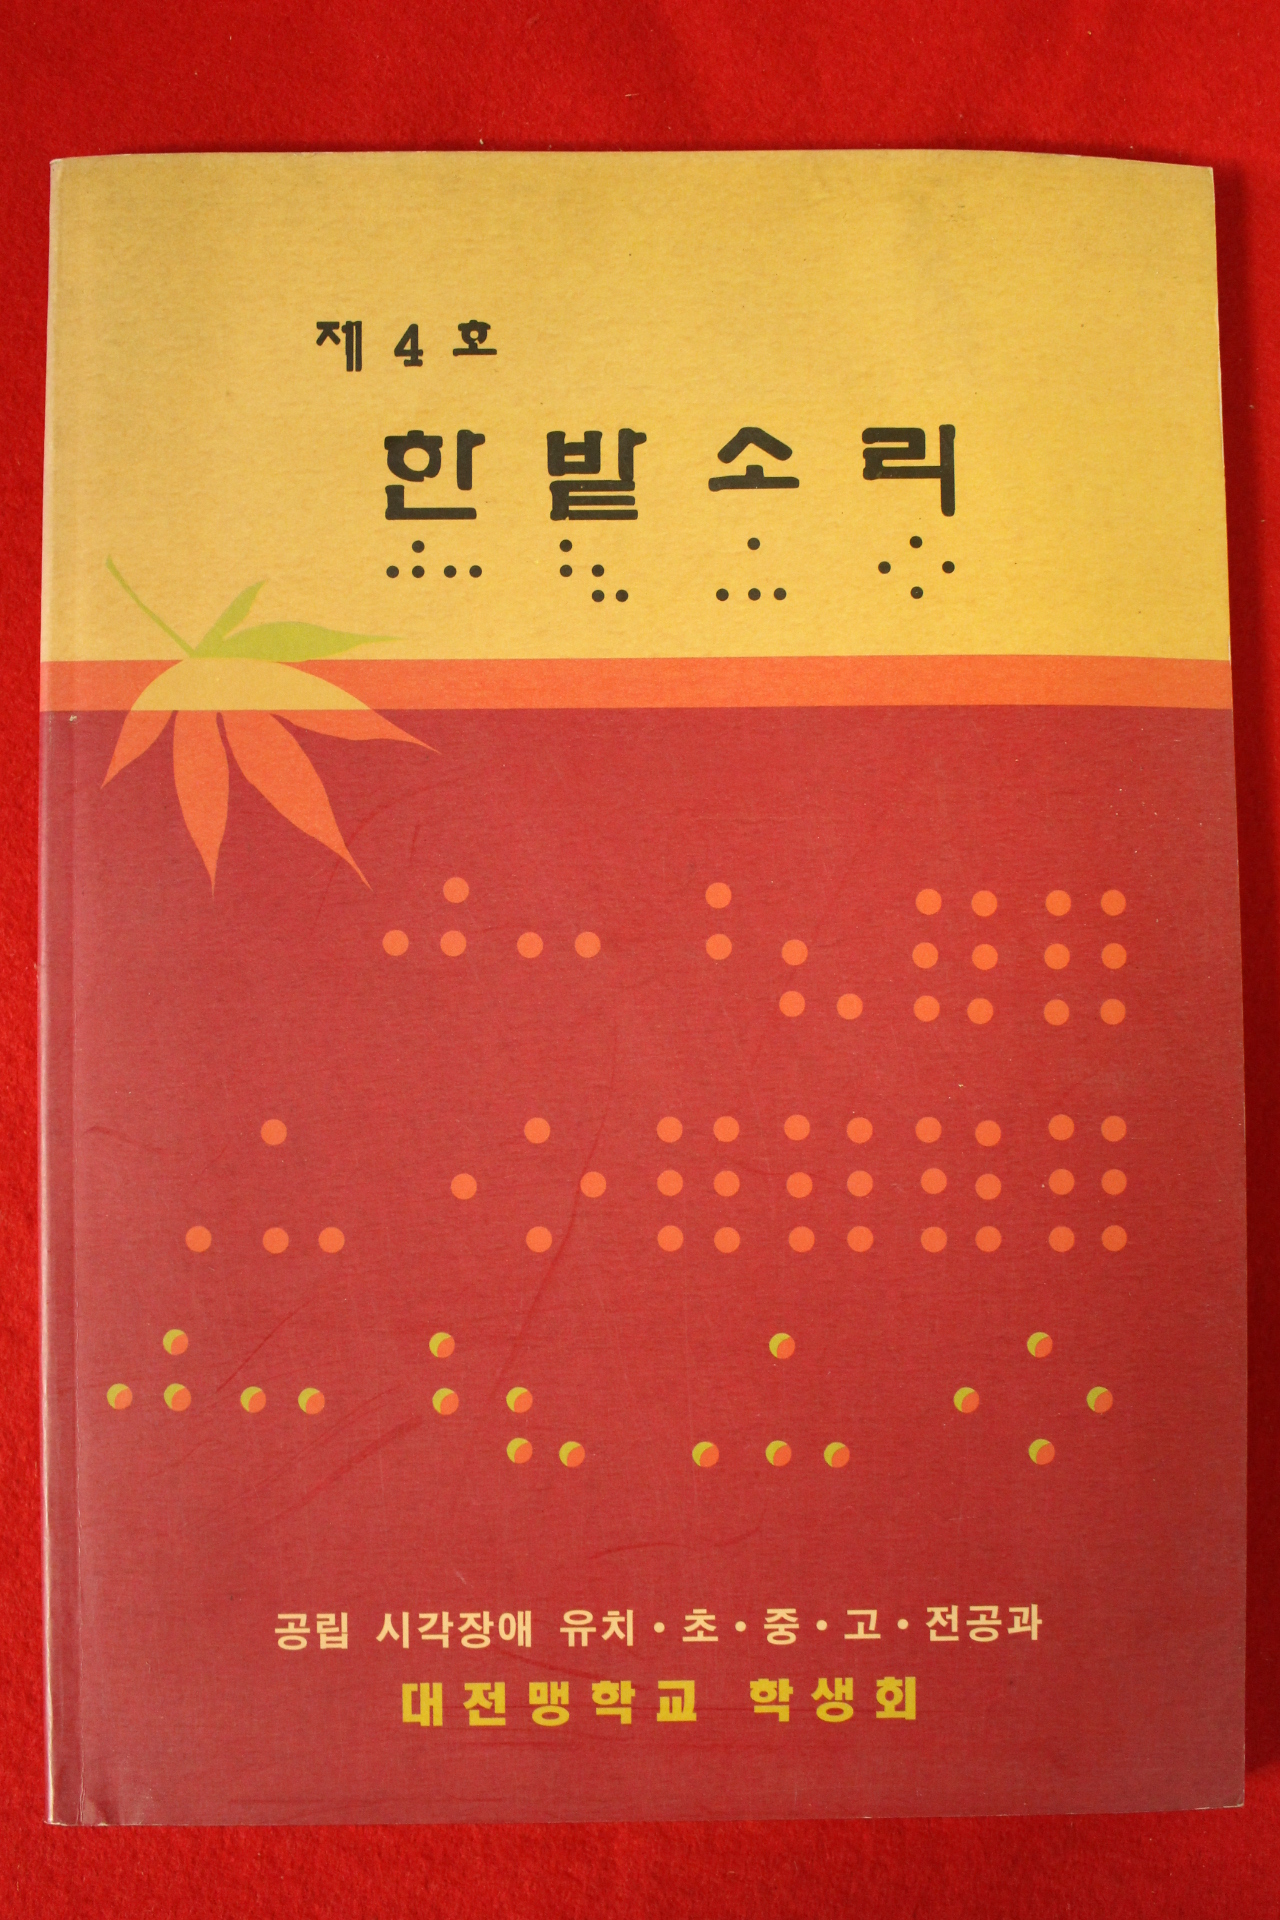 제 4 호
한밭소리
공립 시각장애 유치·초·중·고·전공과
대전맹학교 학생회